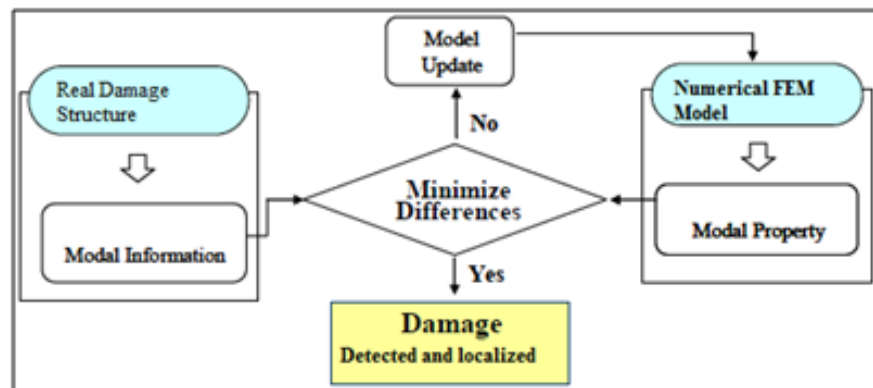 Model
Update
Real Damage
Structure
Numerical FEM
Model
No
Minimize
Differences
Modal Information
Modal Property
Yes
Damage
Detected and localized